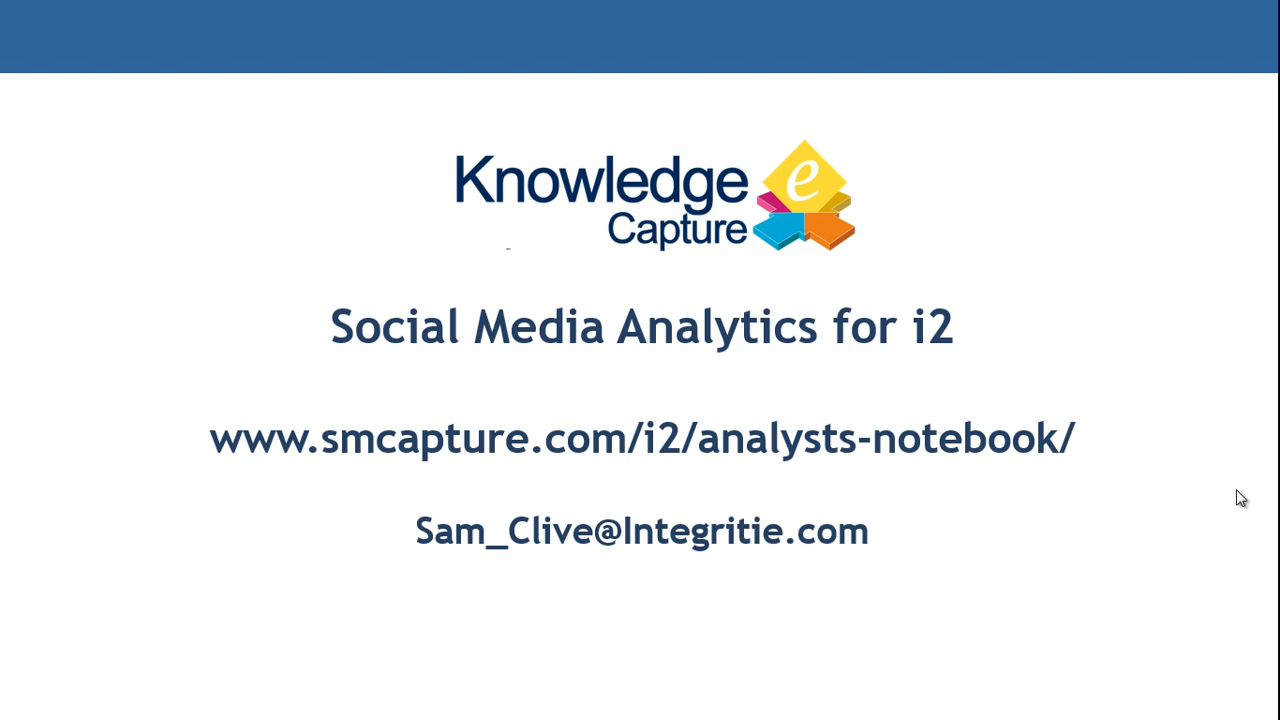 Knowledge e
Capture
Social Media Analytics for i2
www.smcapture.com/i2/analysts-notebook/
Sam_Clive@Integritie.com